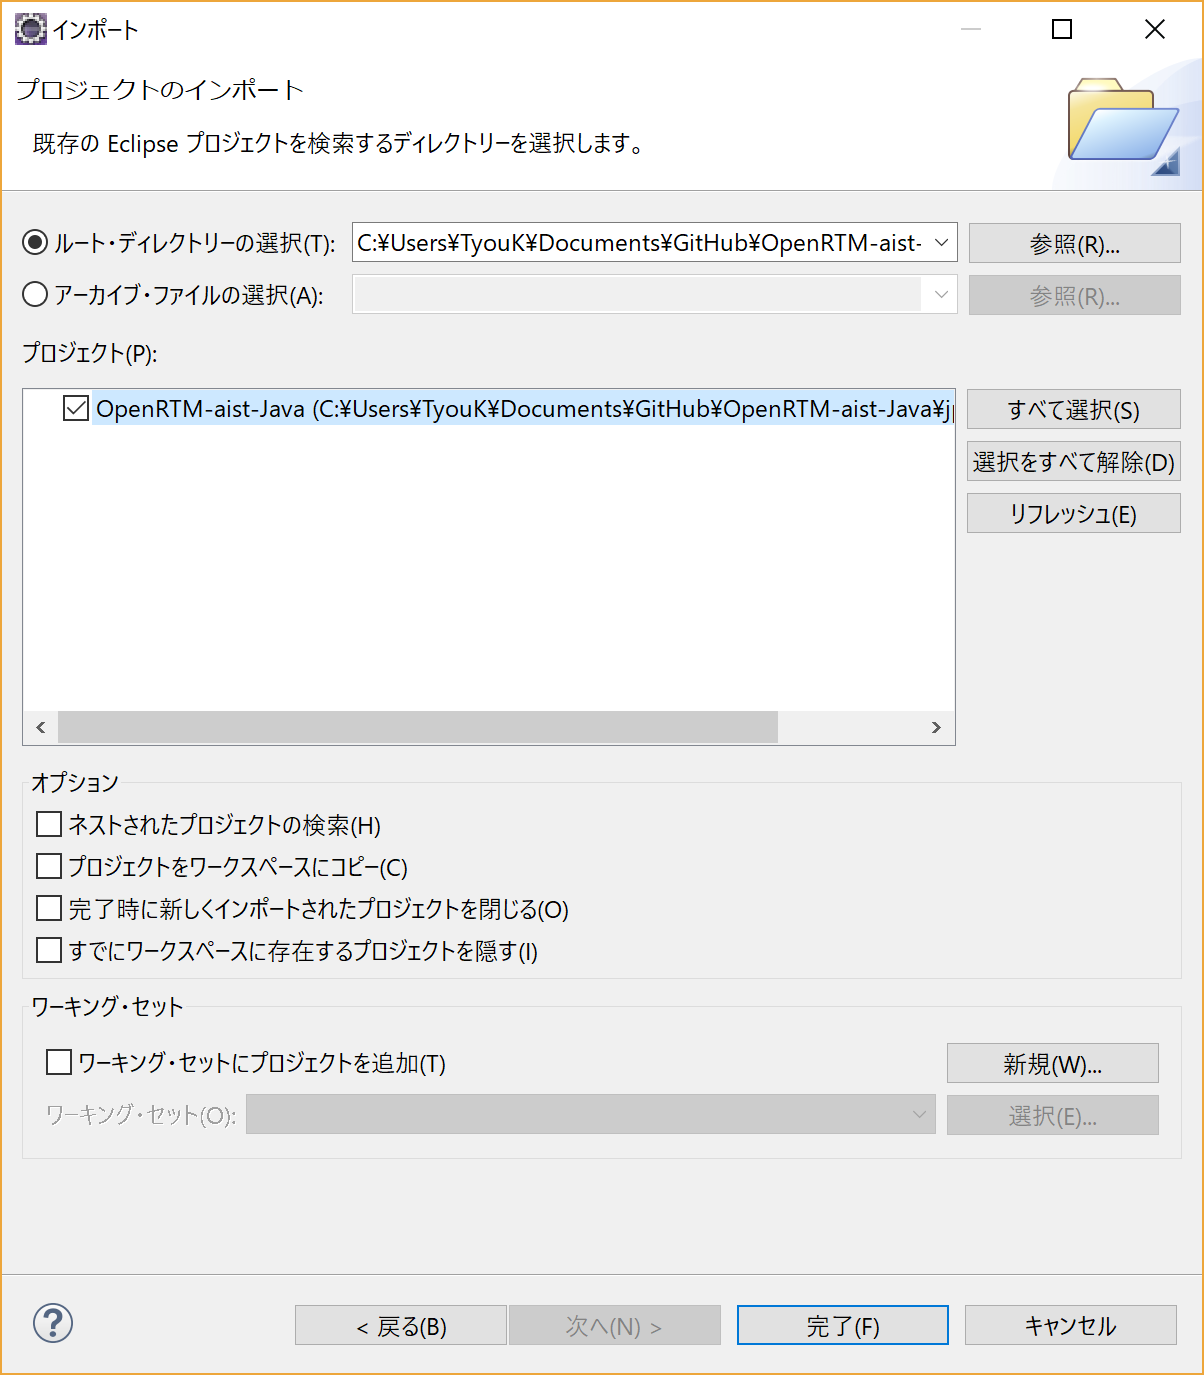 インポート
プロジェクトのインポート
既存の Eclipse プロジェクトを検索するディレクトリーを選択します。
ルート・ディレクトリーの選択(T): C:¥Users¥TyouK¥Documents¥GitHub¥OpenRTM-aist- 参照(R)...
アーカイブ・ファイルの選択(A): 参照(R)...
プロジェクト(P):
OpenRTM-aist-Java (C:¥Users¥TyouK¥Documents¥GitHub¥OpenRTM-aist-Java¥j すべて選択(S)
選択をすべて解除(D)
リフレッシュ(E)
オプション
ネストされたプロジェクトの検索(H)
プロジェクトをワークスペースにコピー(C)
完了時に新しくインポートされたプロジェクトを閉じる(O)
すでにワークスペースに存在するプロジェクトを隠す(I)
ワーキング・セット
ワーキング・セットにプロジェクトを追加(T) 新規(W)...
ワーキング・セット(O): 選択(E)...
? < 戻る(B) 次へ(N) > 完了(F) キャンセル